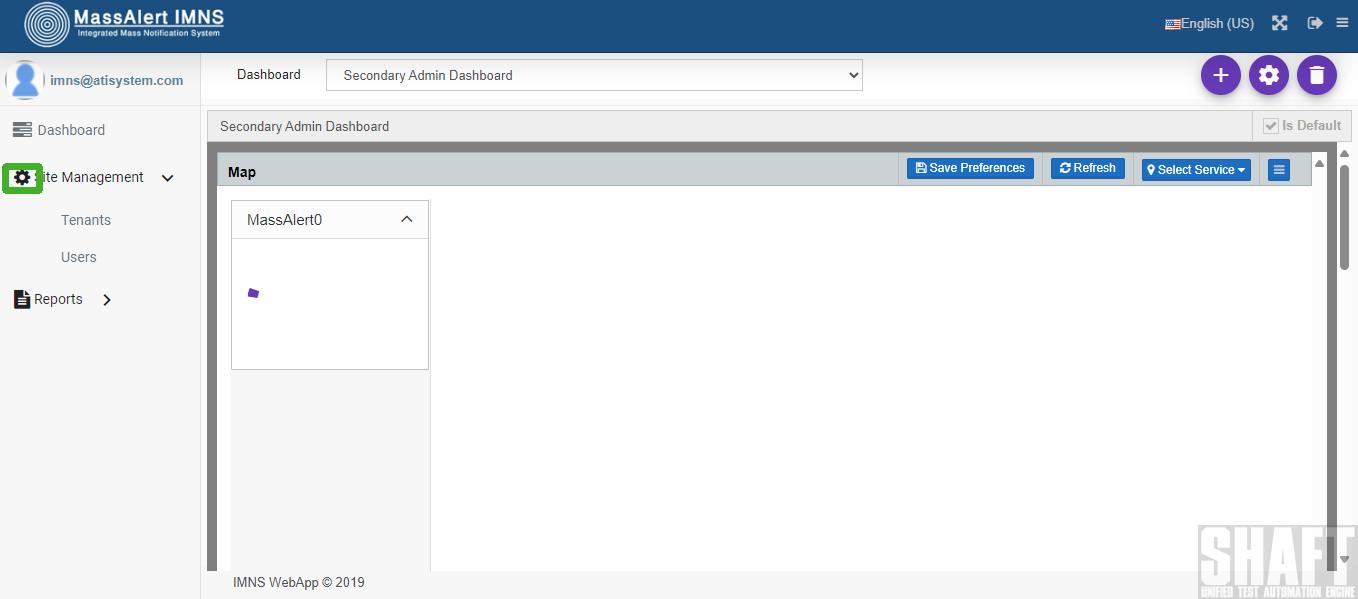 MassAlert IMNS
Integrated Mass Notification System
English (US)
imns@atisystem.com
Dashboard
Secondary Admin Dashboard
Dashboard
Secondary Admin Dashboard
Is Default
ite Management
Map
Save Preferences
Refresh
Select Service
MassAlert0
Tenants
Users
Reports
IMNS WebApp © 2019
SHAFT
UNIFIED TEST AUTOMATION ENGINE